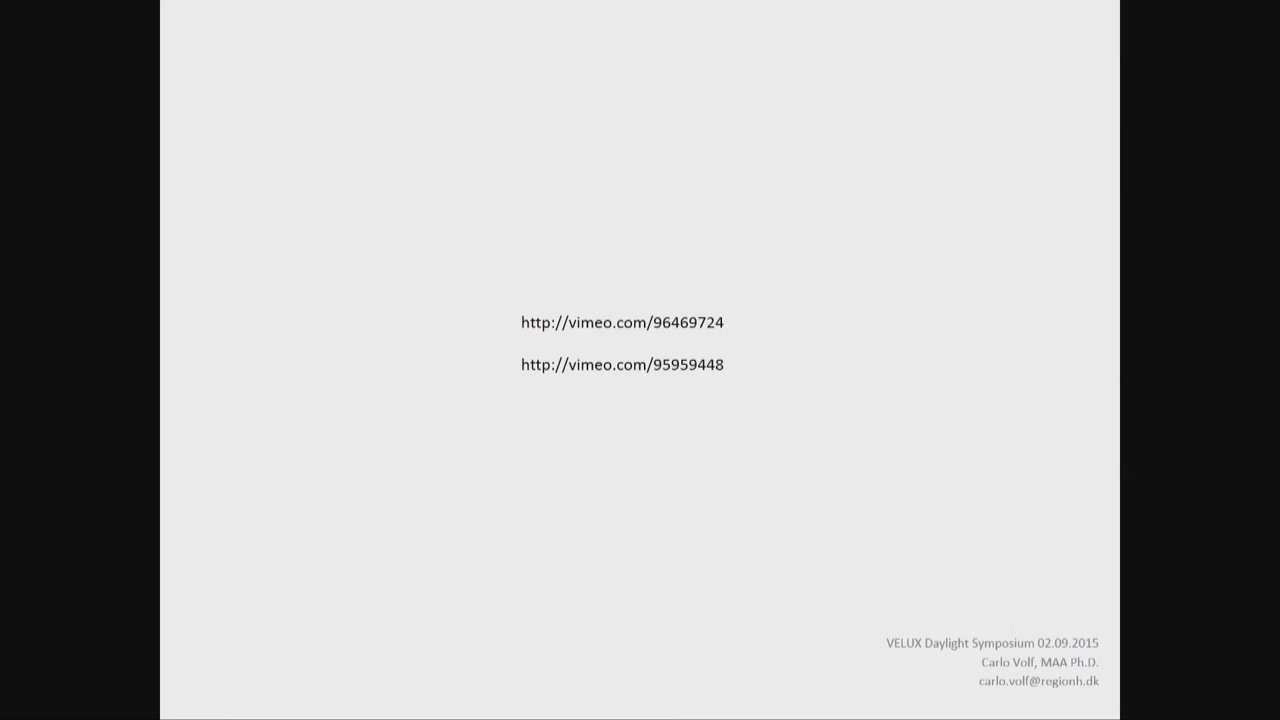 http://vimeo.com/96469724
http://vimeo.com/95959448
VELUX Daylight Symposium 02.09.2015
Carlo Volf, MAA Ph.D.
carlo.volf@regionh.dk